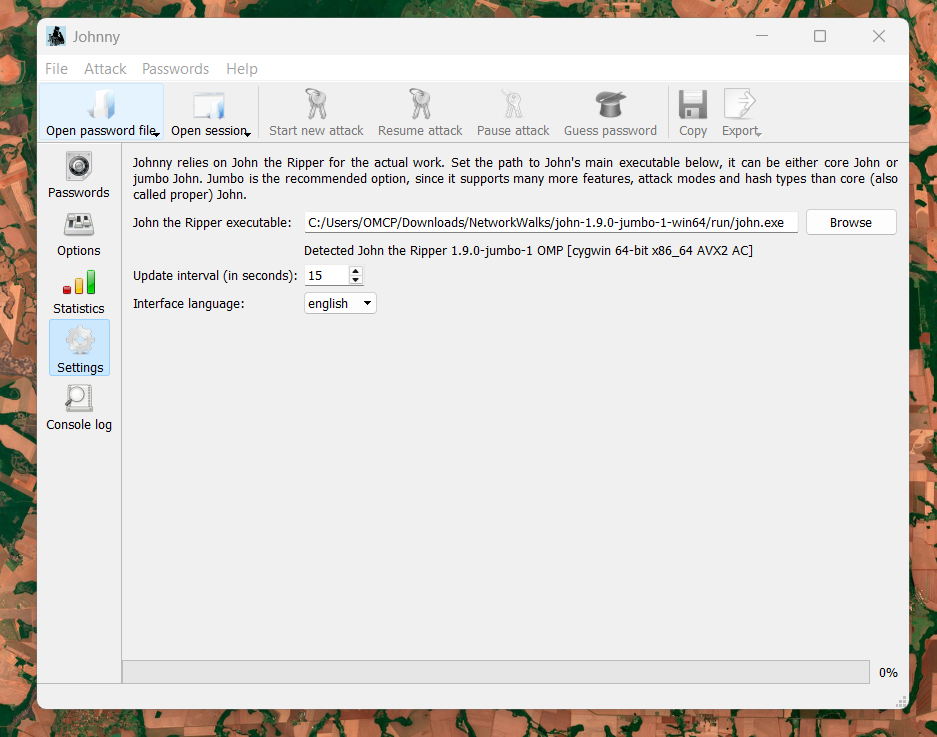 Johnny
File Attack Passwords Help
Open password file Open session Start new attack Resume attack Pause attack Guess password Copy Export
Passwords
Options
Statistics
Settings
Console log
Johnny relies on John the Ripper for the actual work. Set the path to John's main executable below, it can be either core John or
jumbo John. Jumbo is the recommended option, since it supports many more features, attack modes and hash types than core (also
called proper) John.
John the Ripper executable: C:/Users/OMCP/Downloads/NetworkWalks/john-1.9.0-jumbo-1-win64/run/john.exe Browse
Detected John the Ripper 1.9.0-jumbo-1 OMP [cygwin 64-bit x86_64 AVX2 AC]
Update interval (in seconds): 15
Interface language: english
0%